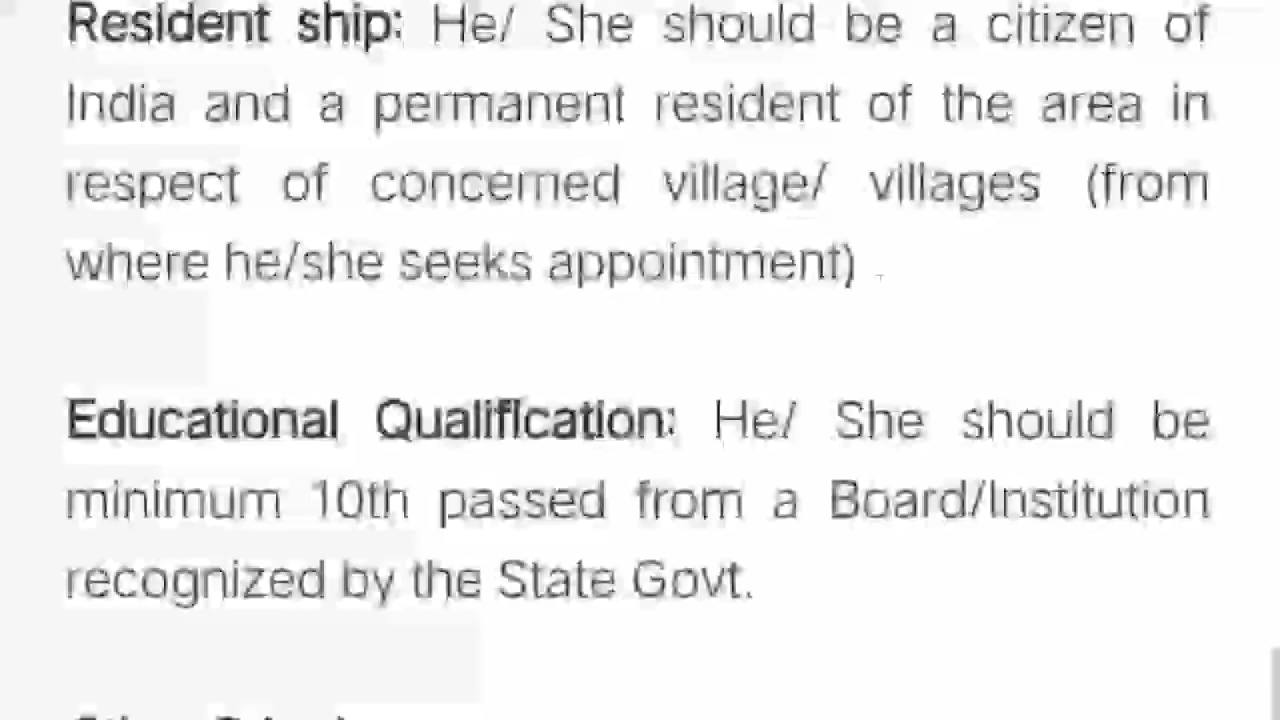 Resident ship: He/ She should be a citizen of
India and a permanent resident of the area in
respect of concerned village/ villages (from
where he/she seeks appointment) .
Educational Qualification: He/ She should be
minimum 10th passed from a Board/Institution
recognized by the State Govt.